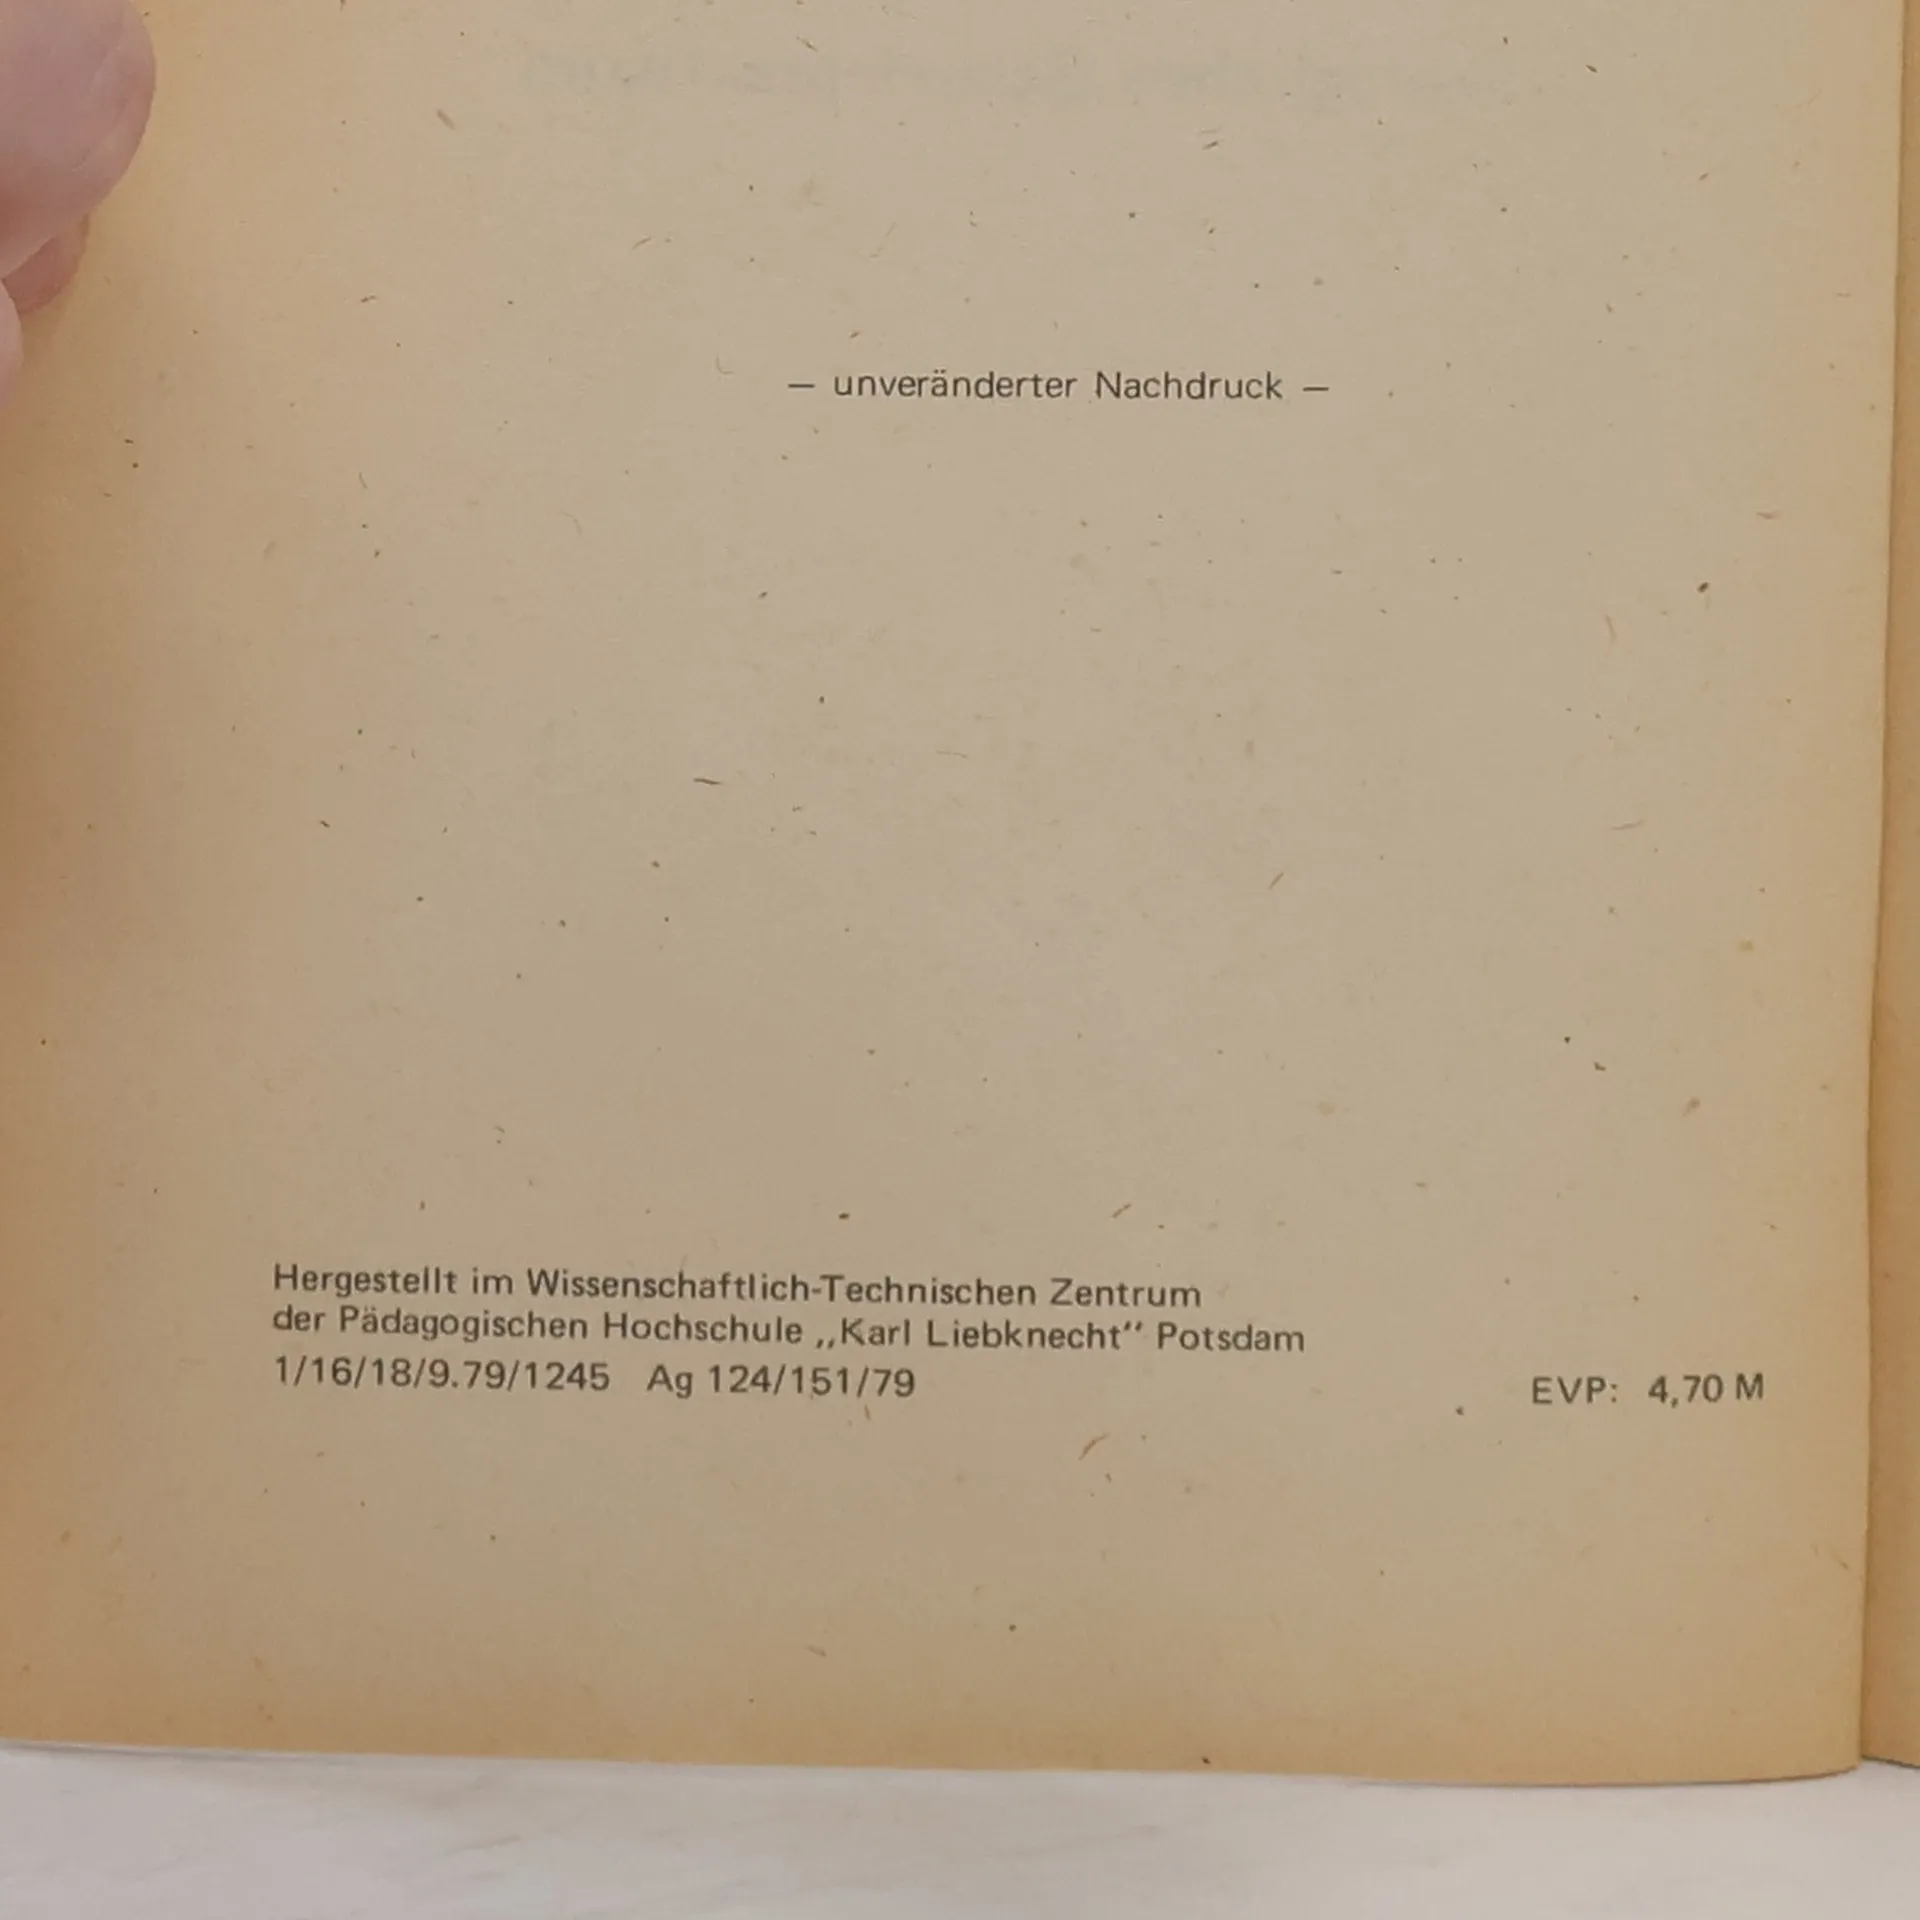 — unveränderter Nachdruck —
Hergestellt im Wissenschaftlich-Technischen Zentrum
der Pädagogischen Hochschule „Karl Liebknecht“ Potsdam
1/16/18/9.79/1245 Ag 124/151/79 EVP: 4,70 M